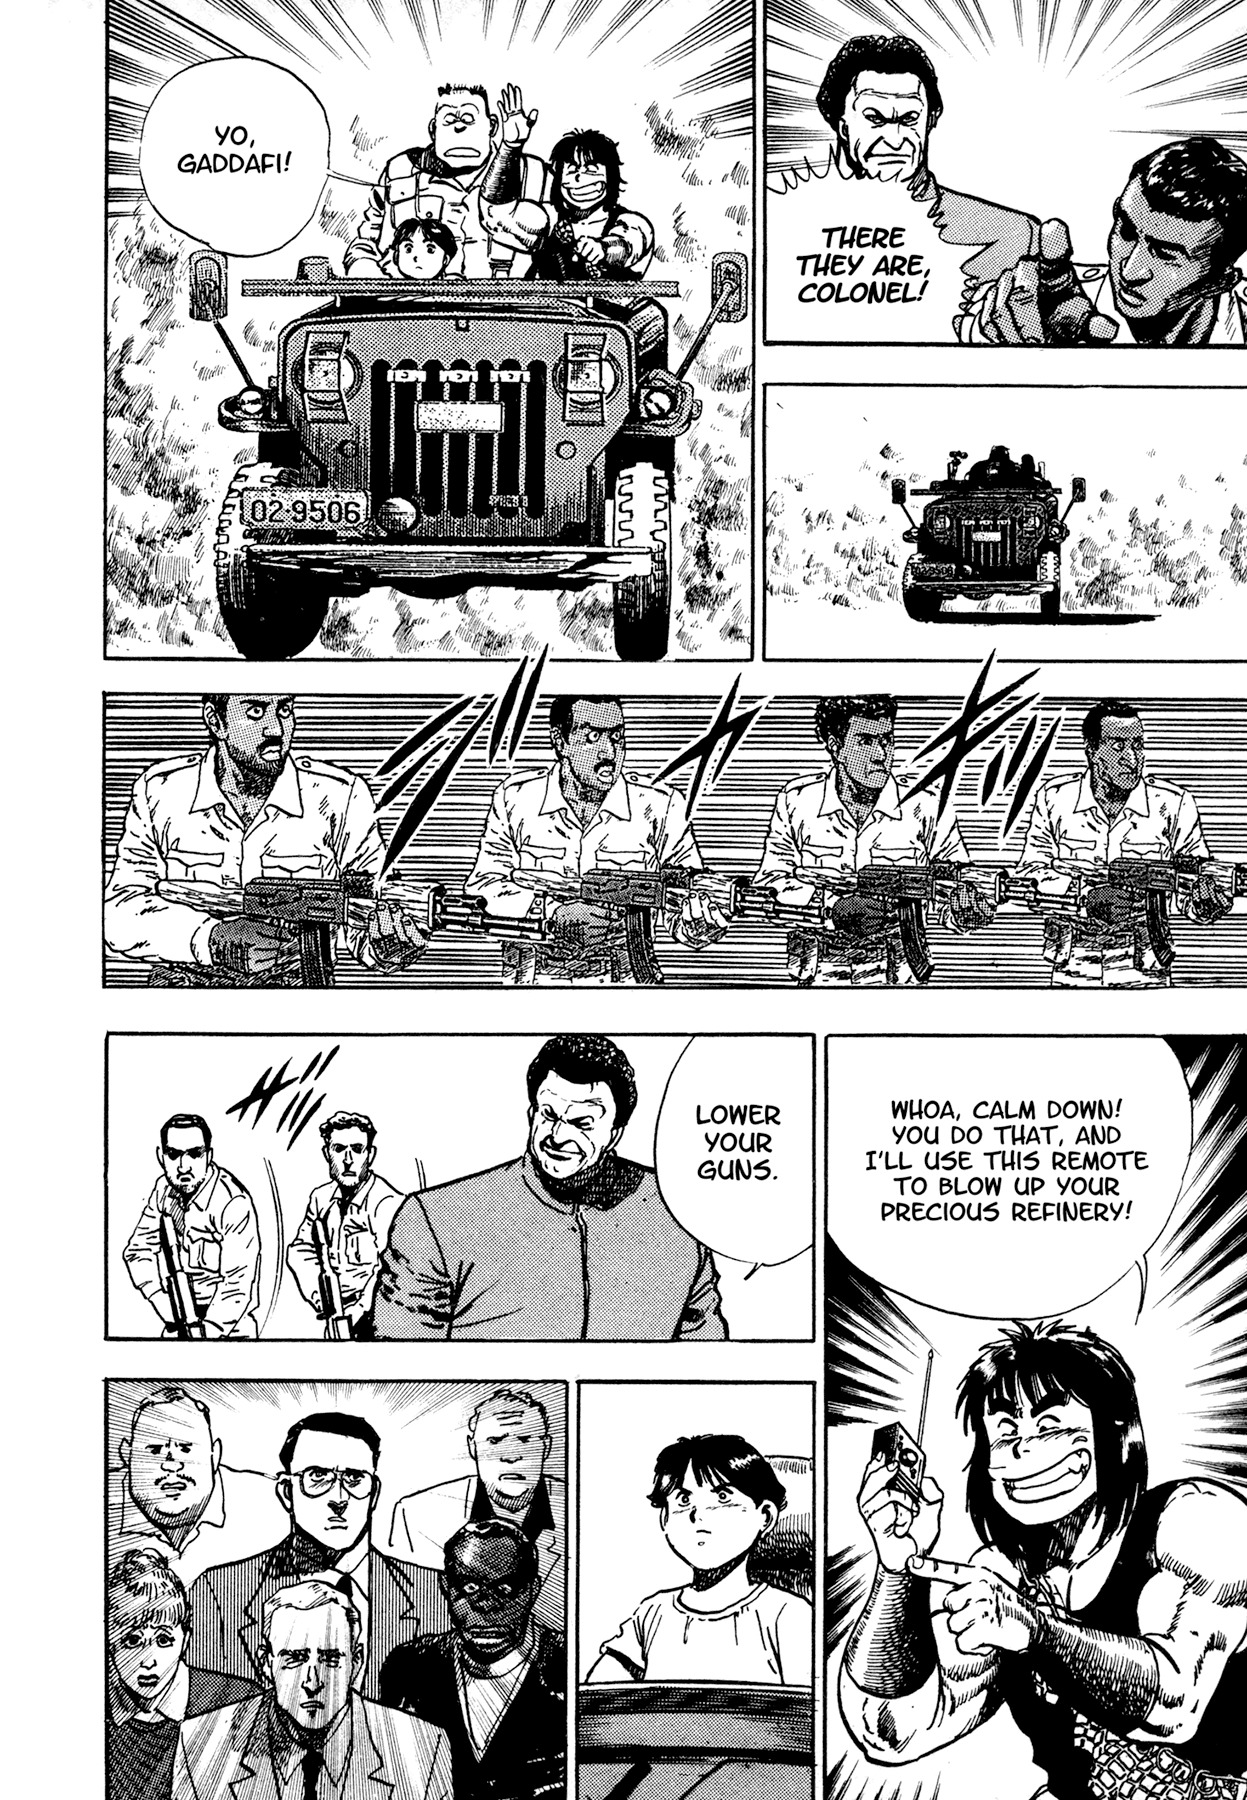 THERE
THEY ARE,
COLONEL!
YO,
GADDAFI!
02-9506
WHOA, CALM DOWN!
YOU DO THAT, AND
I'LL USE THIS REMOTE
TO BLOW UP YOUR
PRECIOUS REFINERY!
LOWER
YOUR
GUNS.